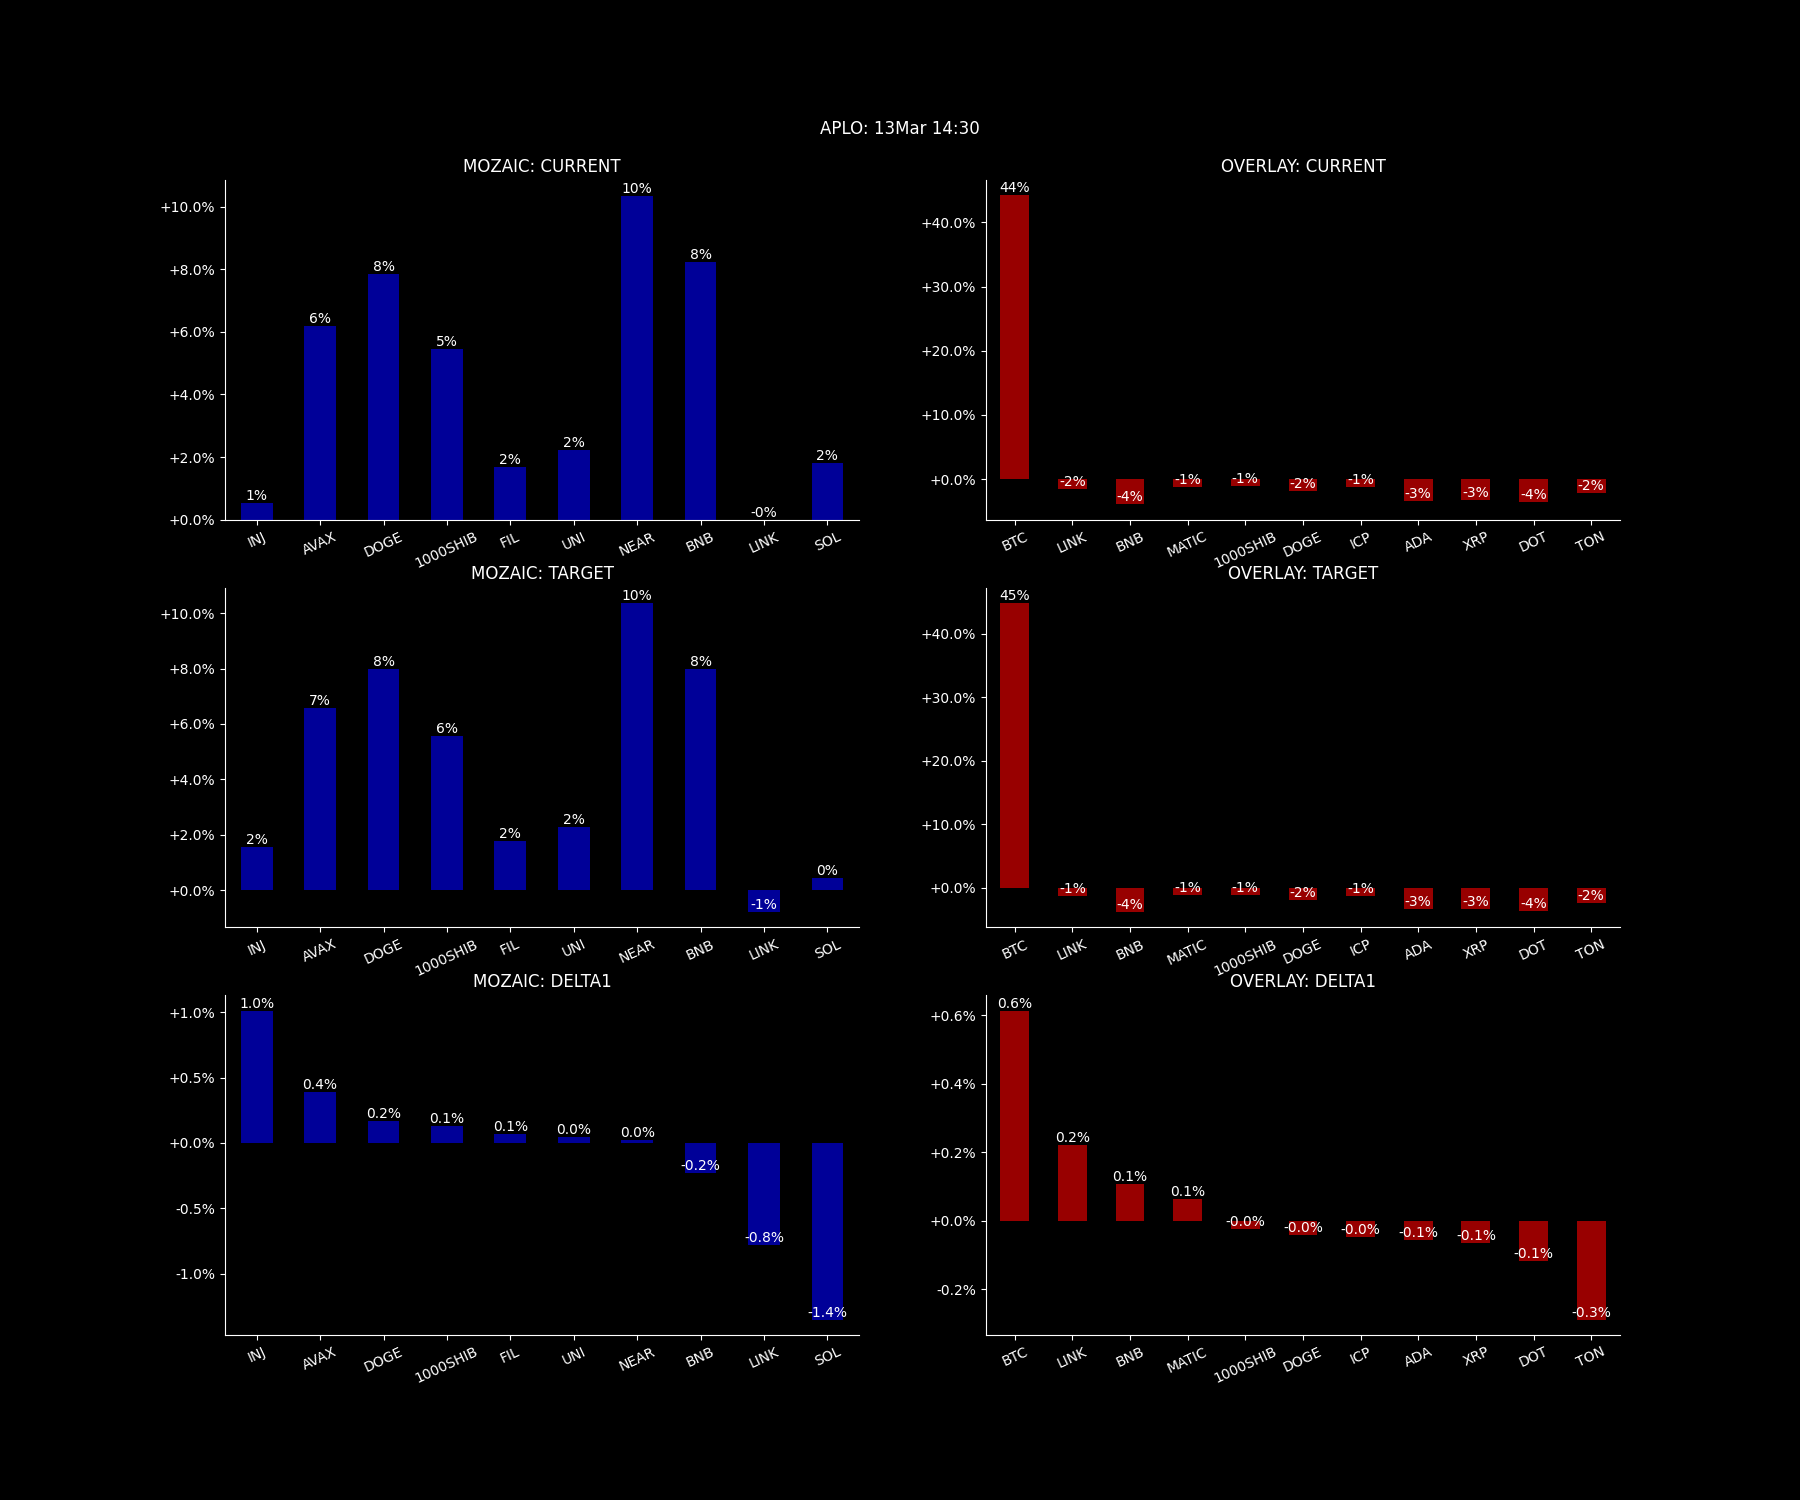 APLO: 13Mar 14:30
MOZAIC: CURRENT
+10.0%
+8.0%
+6.0%
+4.0%
+2.0%
+0.0%
1% 6% 8% 5% 2% 2% 10% 8% -0% 2%
INJ AVAX DOGE 1000SHIB FIL UNI NEAR BNB LINK SOL
OVERLAY: CURRENT
+40.0%
+30.0%
+20.0%
+10.0%
+0.0%
44% -2% -4% -1% -1% -2% -1% -3% -3% -4% -2%
BTC LINK BNB MATIC 1000SHIB DOGE ICP ADA XRP DOT TON
MOZAIC: TARGET
+10.0%
+8.0%
+6.0%
+4.0%
+2.0%
+0.0%
2% 7% 8% 6% 2% 2% 10% 8% -1% 0%
INJ AVAX DOGE 1000SHIB FIL UNI NEAR BNB LINK SOL
OVERLAY: TARGET
+40.0%
+30.0%
+20.0%
+10.0%
+0.0%
45% -1% -4% -1% -1% -2% -1% -3% -3% -4% -2%
BTC LINK BNB MATIC 1000SHIB DOGE ICP ADA XRP DOT TON
MOZAIC: DELTA1
+1.0%
+0.5%
+0.0%
-0.5%
-1.0%
1.0% 0.4% 0.2% 0.1% 0.1% 0.0% 0.0% -0.2% -0.8% -1.4%
INJ AVAX DOGE 1000SHIB FIL UNI NEAR BNB LINK SOL
OVERLAY: DELTA1
+0.6%
+0.4%
+0.2%
+0.0%
-0.2%
0.6% 0.2% 0.1% 0.1% -0.0% -0.0% -0.0% -0.1% -0.1% -0.1% -0.3%
BTC LINK BNB MATIC 1000SHIB DOGE ICP ADA XRP DOT TON